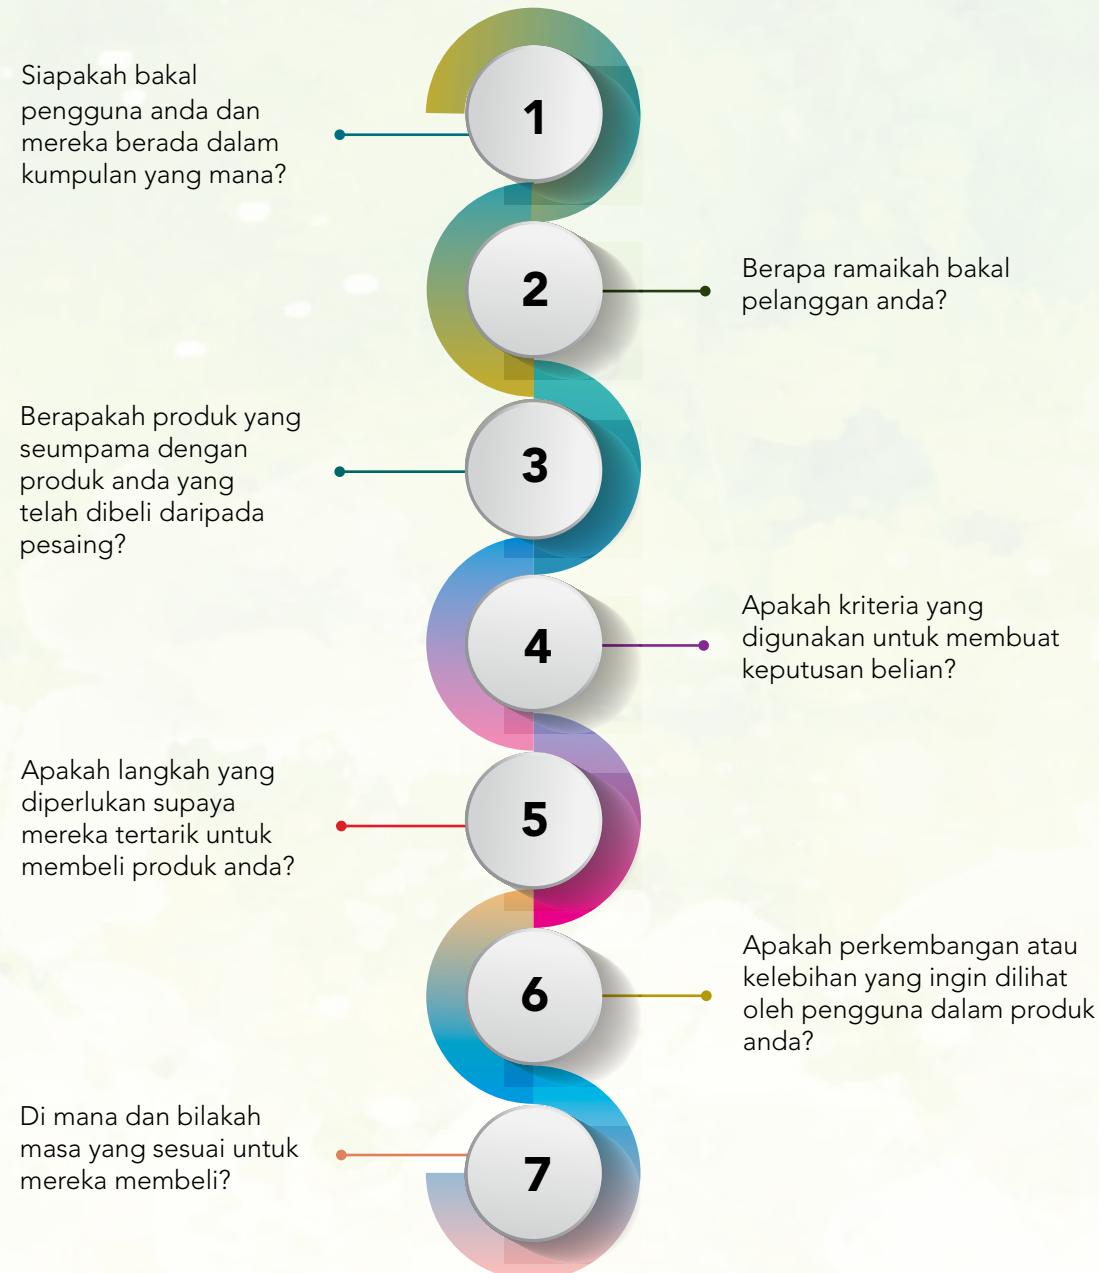 Siapakah bakal
pengguna anda dan
mereka berada dalam
kumpulan yang mana?
1
2
Berapa ramaikah bakal
pelanggan anda?
Berapakah produk yang
seumpama dengan
produk anda yang
telah dibeli daripada
pesaing?
3
4
Apakah kriteria yang
digunakan untuk membuat
keputusan belian?
Apakah langkah yang
diperlukan supaya
mereka tertarik untuk
membeli produk anda?
5
6
Apakah perkembangan atau
kelebihan yang ingin dilihat
oleh pengguna dalam produk
anda?
Di mana dan bilakah
masa yang sesuai untuk
mereka membeli?
7